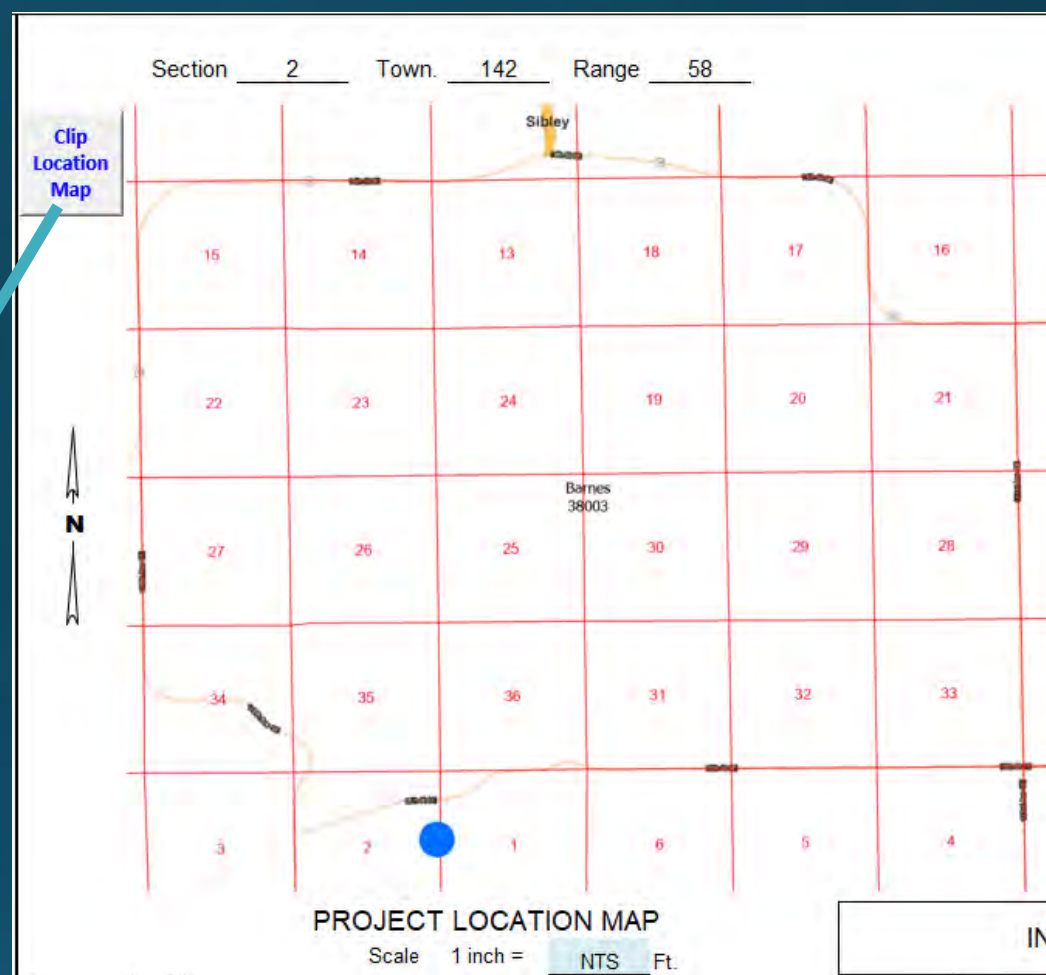 Section 2 Town. 142 Range 58
Clip
Location
Map
Sibley
15 14 13 18 17 16
22 23 24 19 20 21
Barnes
38003
N
27 26 25 30 29 28
34 35 36 31 32 33
3 2 1 6 5 4
PROJECT LOCATION MAP
Scale 1 inch = NTS Ft.